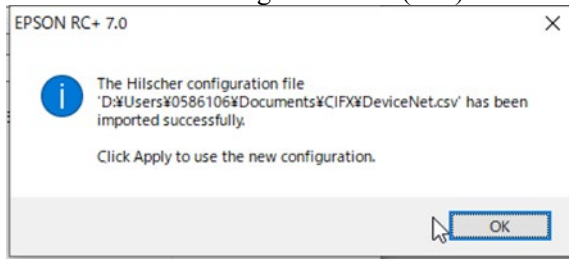 EPSON RC+ 7.0
The Hilscher configuration file
'D:¥Users¥0586106¥Documents¥CIFX¥DeviceNet.csv' has been
imported successfully.
Click Apply to use the new configuration.
OK